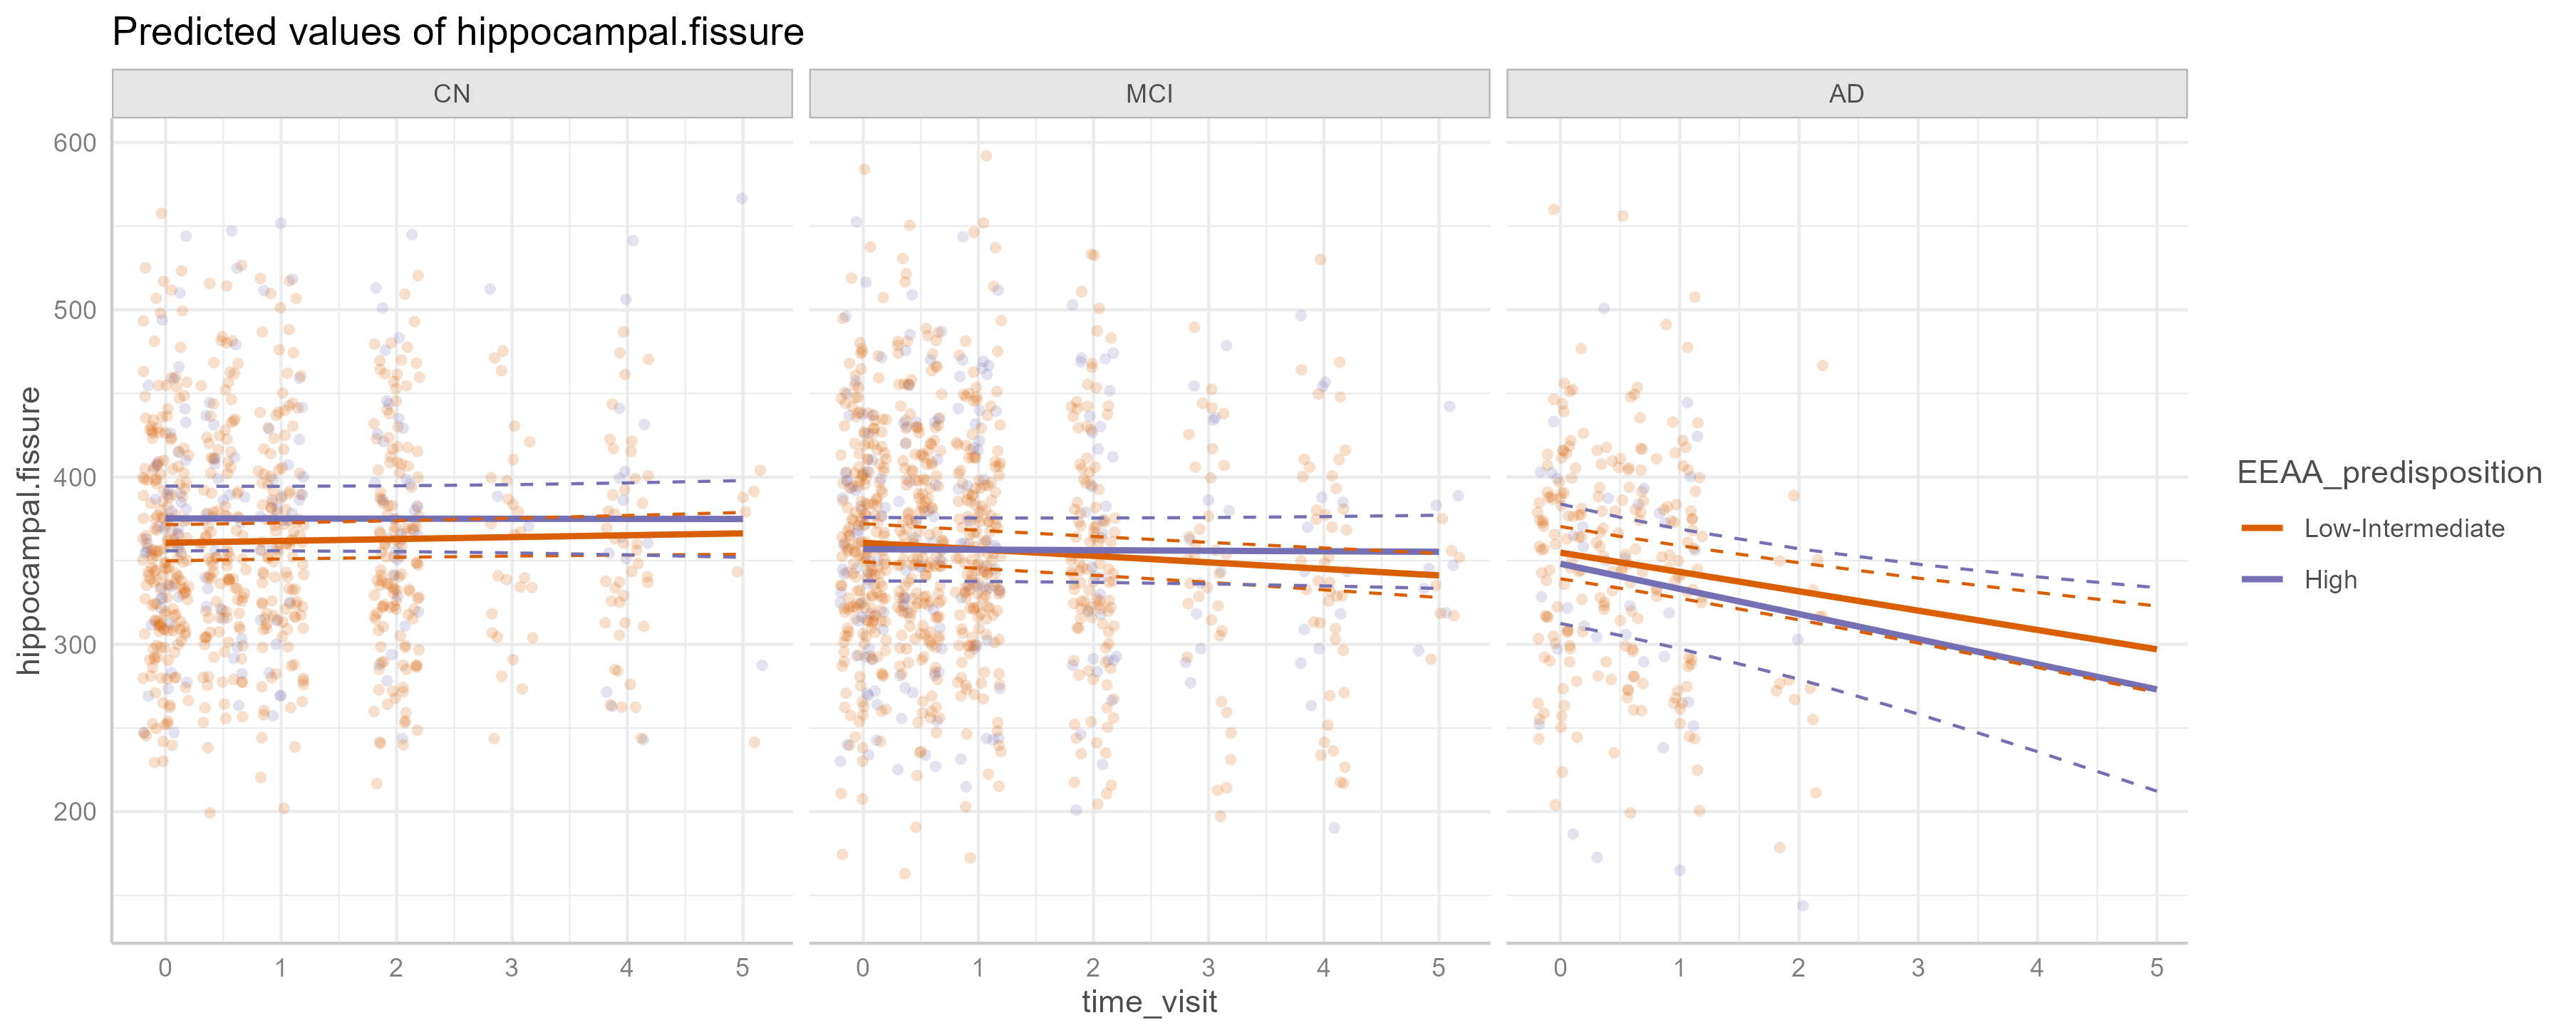 Predicted values of hippocampal.fissure
CN
MCI
AD
hippocampal.fissure
600
500
400
300
200
0 1 2 3 4 5
0 1 2 3 4 5
0 1 2 3 4 5
time_visit
EEAA_predisposition
Low-Intermediate
High